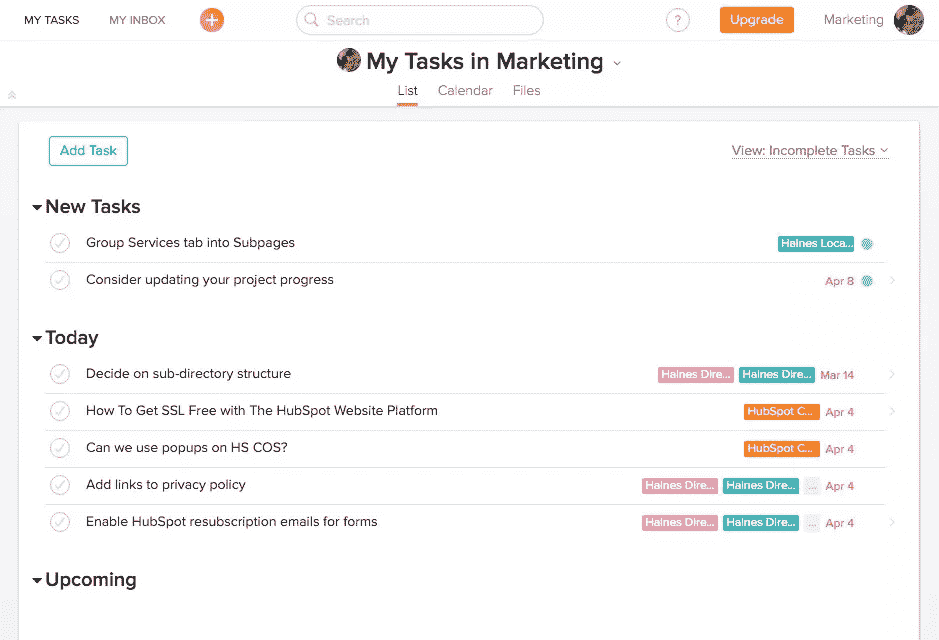 MY TASKS MY INBOX + Search ? Upgrade Marketing
My Tasks in Marketing
List Calendar Files
Add Task View: Incomplete Tasks
New Tasks
Group Services tab into Subpages Haines Loca...
Consider updating your project progress Apr 8
Today
Decide on sub-directory structure Haines Dire... Haines Dire... Mar 14
How To Get SSL Free with The HubSpot Website Platform HubSpot C... Apr 4
Can we use popups on HS COS? HubSpot C... Apr 4
Add links to privacy policy Haines Dire... Haines Dire... ... Apr 4
Enable HubSpot resubscription emails for forms Haines Dire... Haines Dire... ... Apr 4
Upcoming